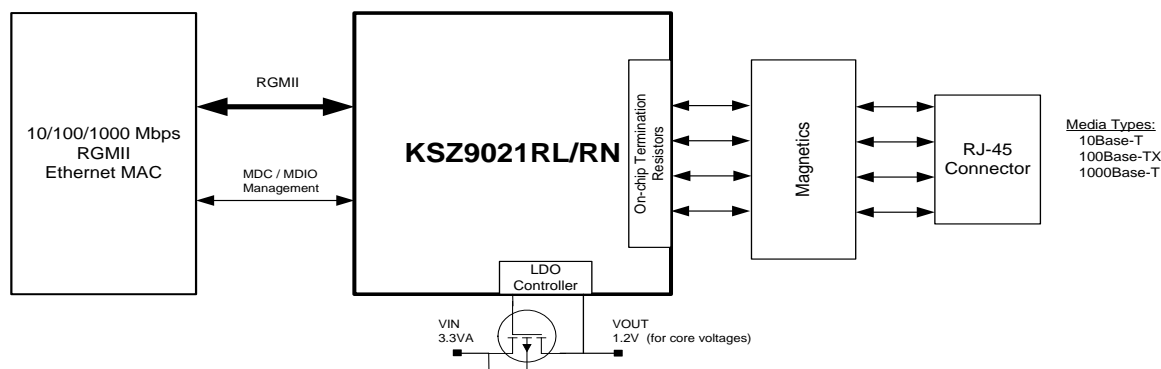 10/100/1000 Mbps
RGMII
Ethernet MAC
RGMII
MDC / MDIO
Management
KSZ9021RL/RN
On-chip Termination
Resistors
LDO
Controller
VIN
3.3VA
VOUT
1.2V (for core voltages)
Magnetics
RJ-45
Connector
Media Types:
10Base-T
100Base-TX
1000Base-T